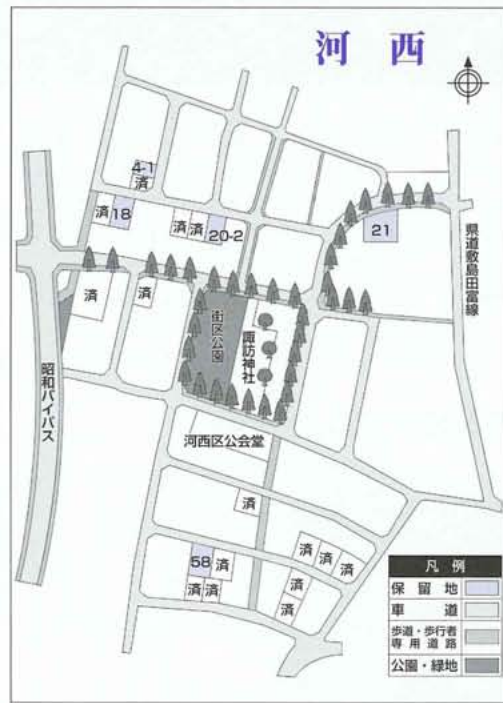 河西
4-1
済
済
18
済
済
20-2
21
県道敷島田富線
済
済
街区公園
諏訪神社
昭和バイパス
河西区公会堂
済
58
済
済
済
済
済
済
済
済
凡例
保留地
車道
歩道・歩行者
専用道路
公園・緑地